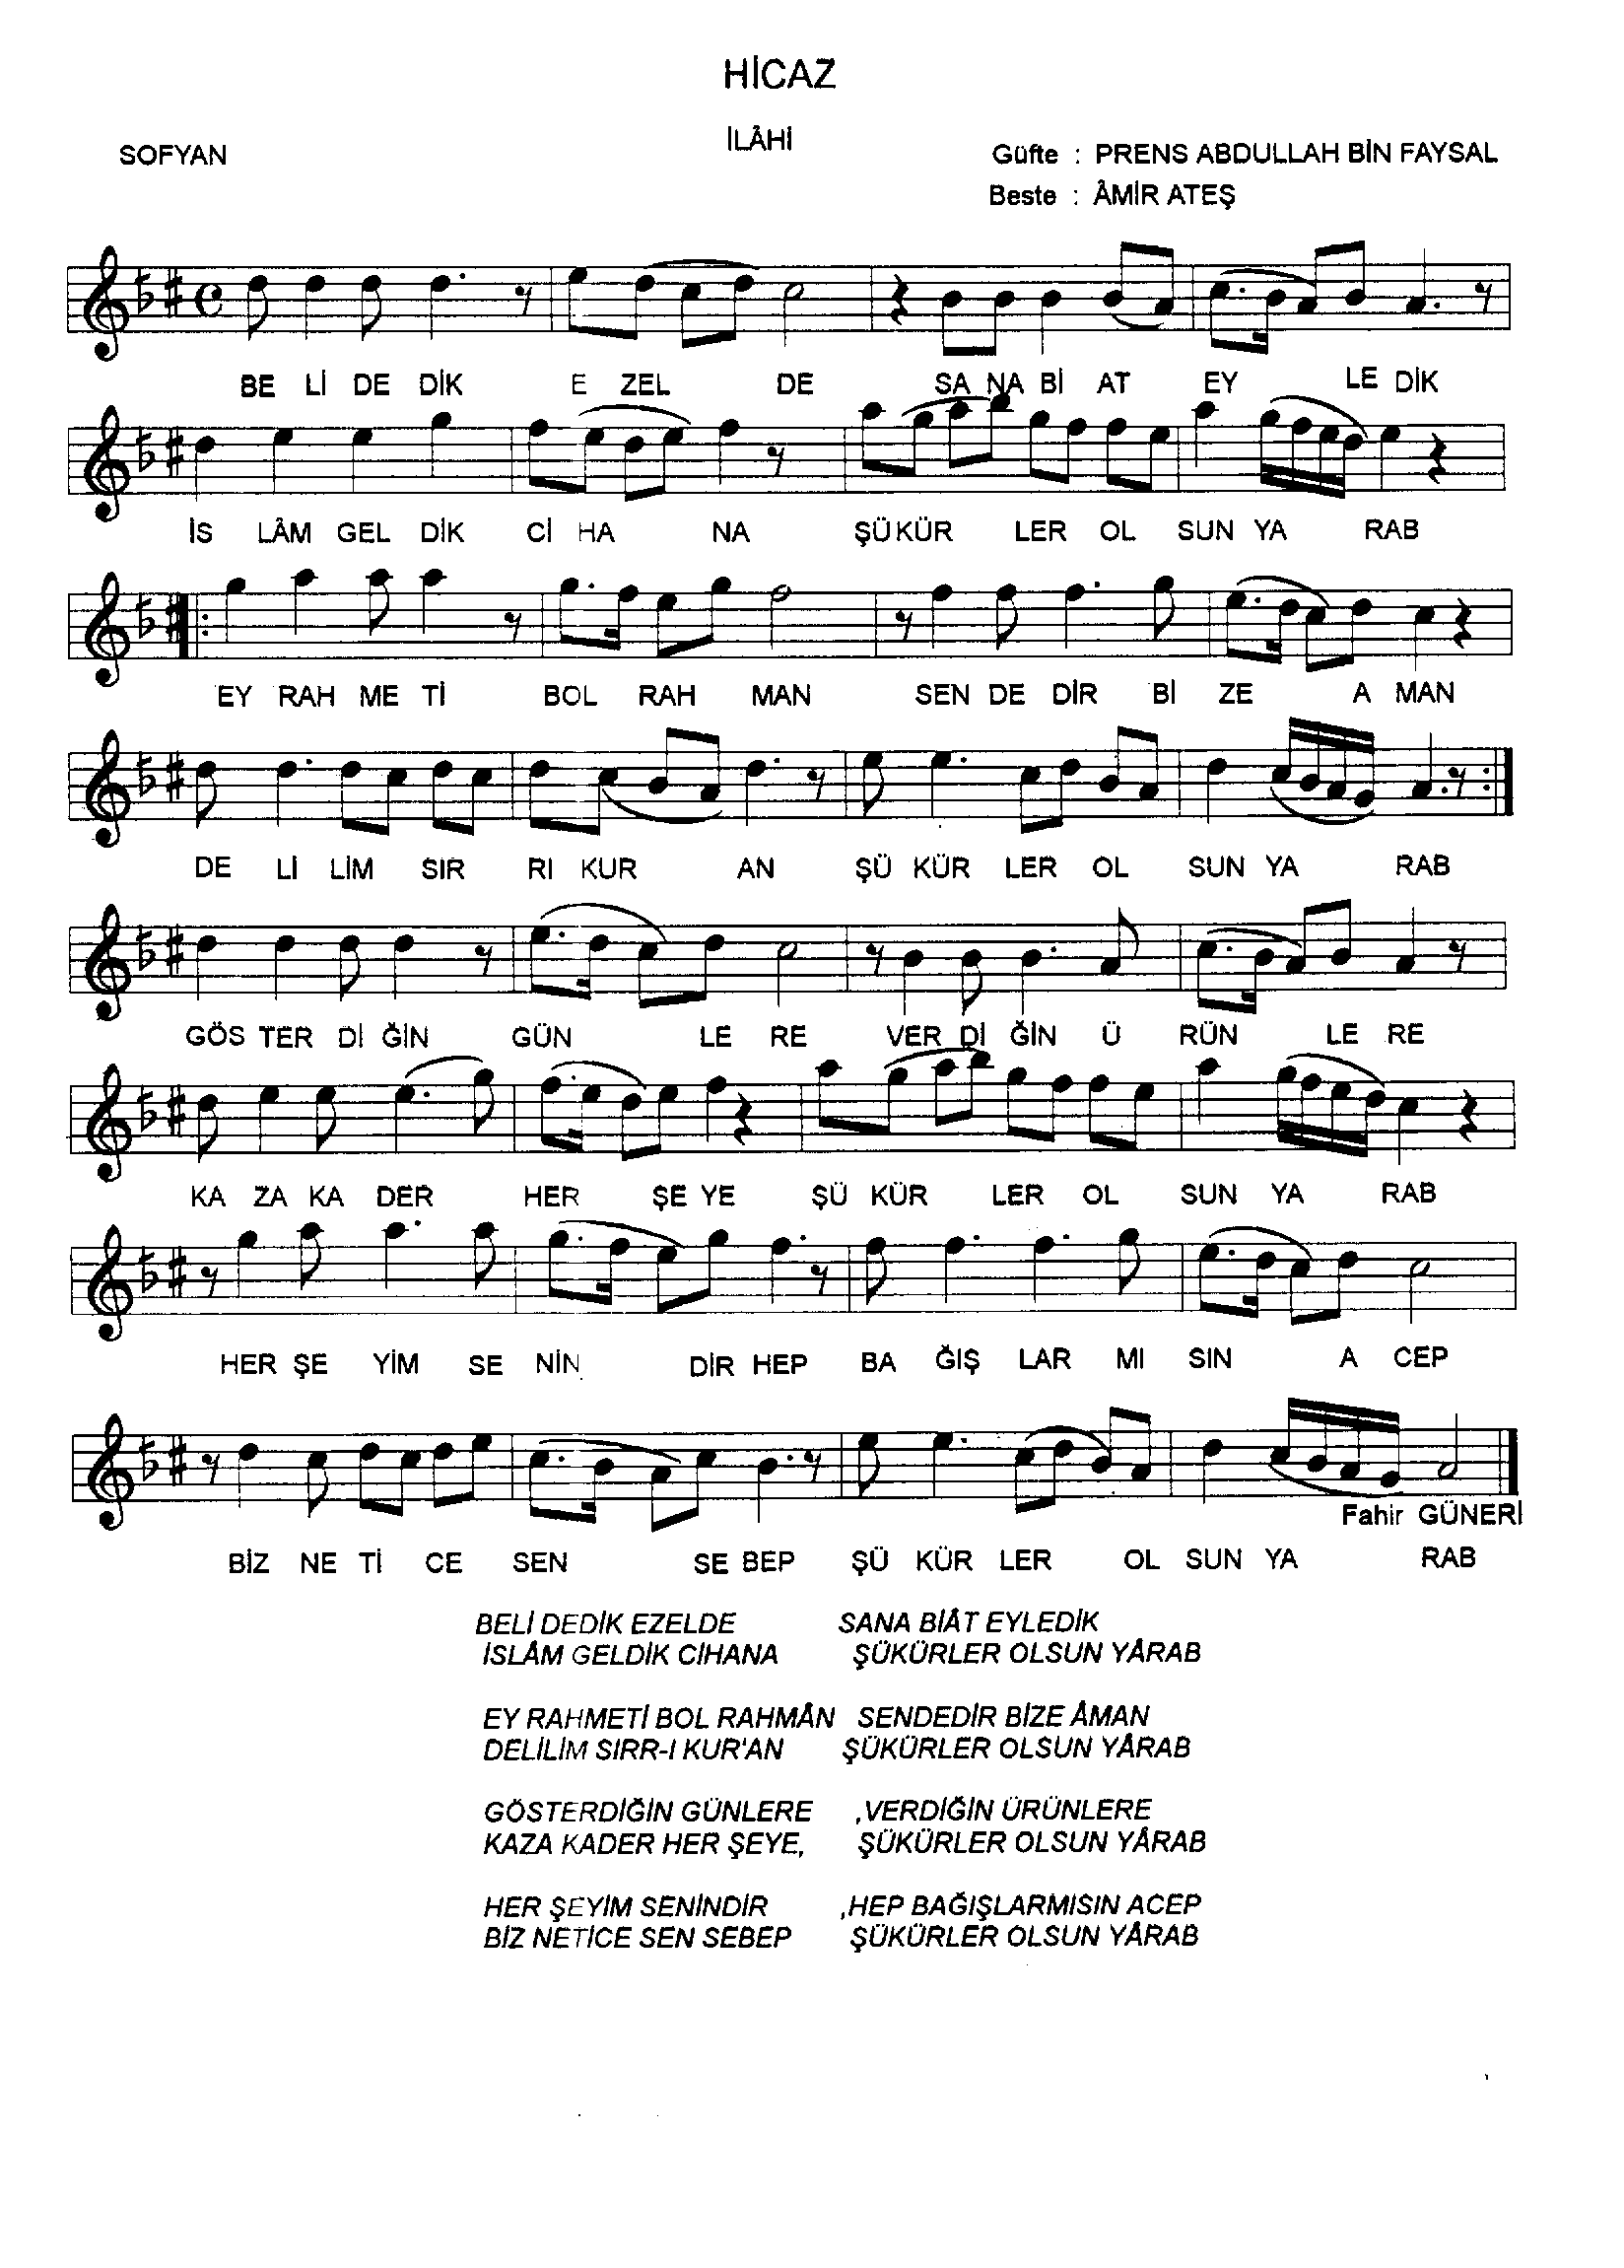 HİCAZ
İLÂHİ
SOFYAN
Güfte : PRENS ABDULLAH BİN FAYSAL
Beste : ÂMİR ATEŞ
BE Lİ DE DİK E ZEL DE SA NA Bİ AT EY LE DİK
İS LÂM GEL DİK Cİ HA NA ŞÜ KÜR LER OL SUN YA RAB
EY RAH ME Tİ BOL RAH MAN SEN DE DİR Bİ ZE A MAN
DE Lİ LİM SIR RI KUR AN ŞÜ KÜR LER OL SUN YA RAB
GÖS TER Dİ ĞİN GÜN LE RE VER Dİ ĞİN Ü RÜN LE RE
KA ZA KA DER HER ŞE YE ŞÜ KÜR LER OL SUN YA RAB
HER ŞE YİM SE NİN DİR HEP BA ĞIŞ LAR MI SIN A CEP
Fahir GÜNERİ
BİZ NE Tİ CE SEN SE BEP ŞÜ KÜR LER OL SUN YA RAB
BELİ DEDİK EZELDE SANA BİÂT EYLEDİK
İSLÂM GELDİK CİHANA ŞÜKÜRLER OLSUN YÂRAB
EY RAHMETİ BOL RAHMÂN SENDEDİR BİZE ÂMAN
DELİLİM SIRR-I KUR'AN ŞÜKÜRLER OLSUN YÂRAB
GÖSTERDİĞİN GÜNLERE ,VERDİĞİN ÜRÜNLERE
KAZA KADER HER ŞEYE, ŞÜKÜRLER OLSUN YÂRAB
HER ŞEYİM SENİNDİR ,HEP BAĞIŞLARMISIN ACEP
BİZ NETİCE SEN SEBEP ŞÜKÜRLER OLSUN YÂRAB